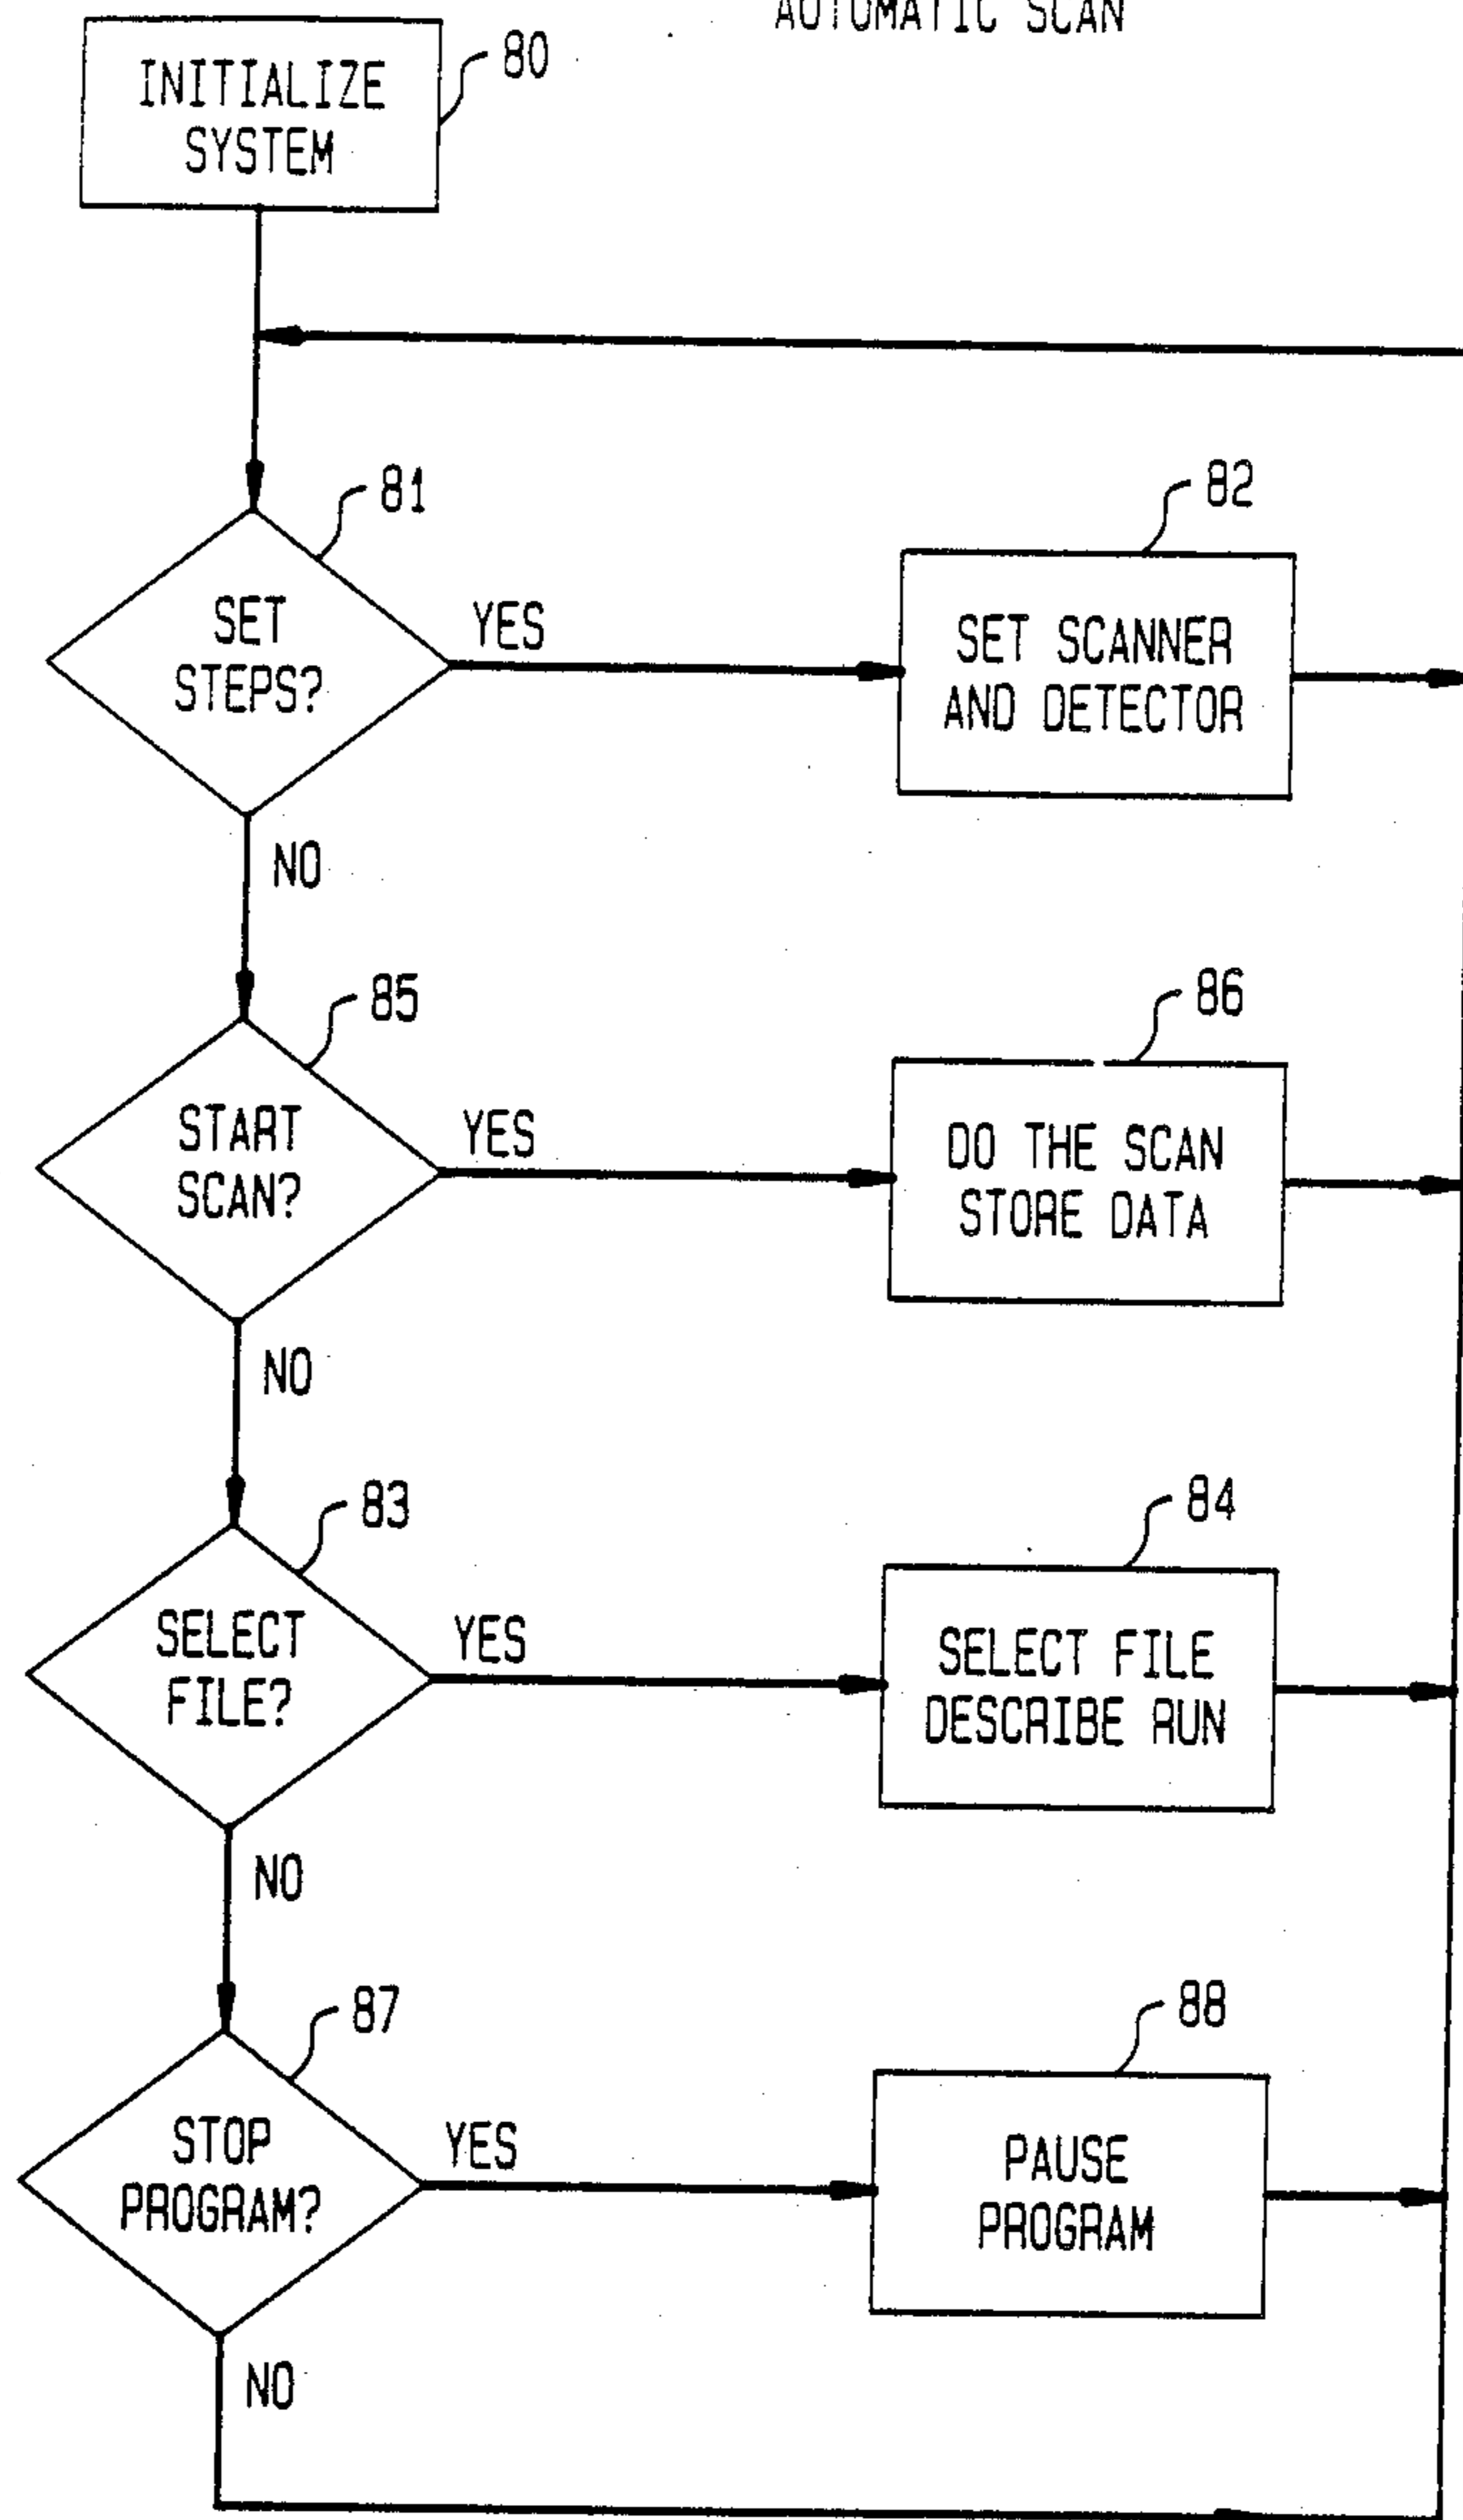 AUTOMATIC SCAN
INITIALIZE
SYSTEM
80
81
SET
STEPS?
YES
82
SET SCANNER
AND DETECTOR
NO
85
START
SCAN?
YES
86
DO THE SCAN
STORE DATA
NO
83
SELECT
FILE?
YES
84
SELECT FILE
DESCRIBE RUN
NO
87
STOP
PROGRAM?
YES
88
PAUSE
PROGRAM
NO